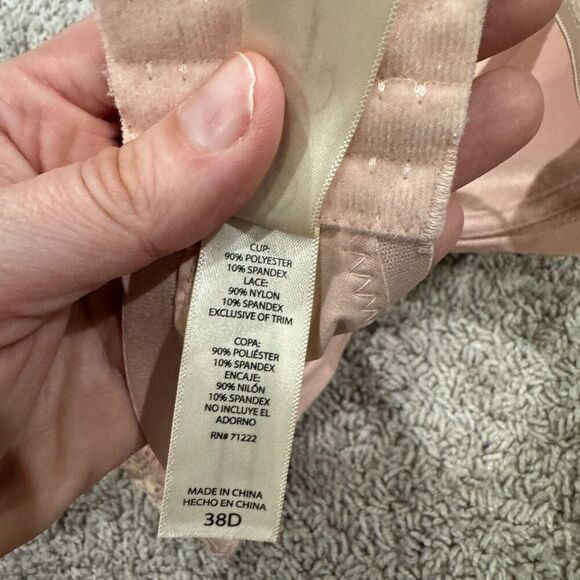 CUP:
90% POLYESTER
10% SPANDEX
LACE:
90% NYLON
10% SPANDEX
EXCLUSIVE OF TRIM
COPA:
90% POLIÉSTER
10% SPANDEX
ENCAJE:
90% NILÓN
10% SPANDEX
NO INCLUYE EL
ADORNO
RN# 71222
MADE IN CHINA
HECHO EN CHINA
38D